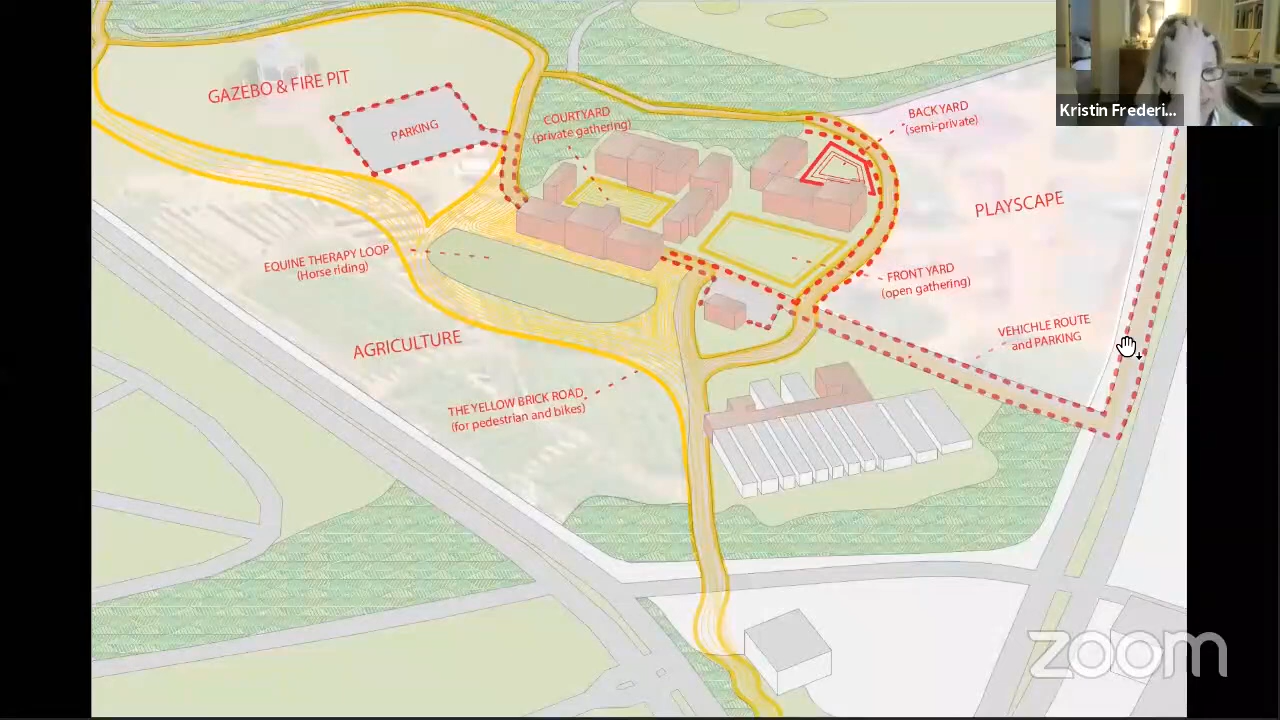 Kristin Frederi...
GAZEBO & FIRE PIT
PARKING
COURTYARD
(private gathering)
BACK YARD
(semi-private)
PLAYSCAPE
EQUINE THERAPY LOOP
(Horse riding)
FRONT YARD
(open gathering)
AGRICULTURE
VEHICHLE ROUTE
and PARKING
THE YELLOW BRICK ROAD
(for pedestrian and bikes)
zoom